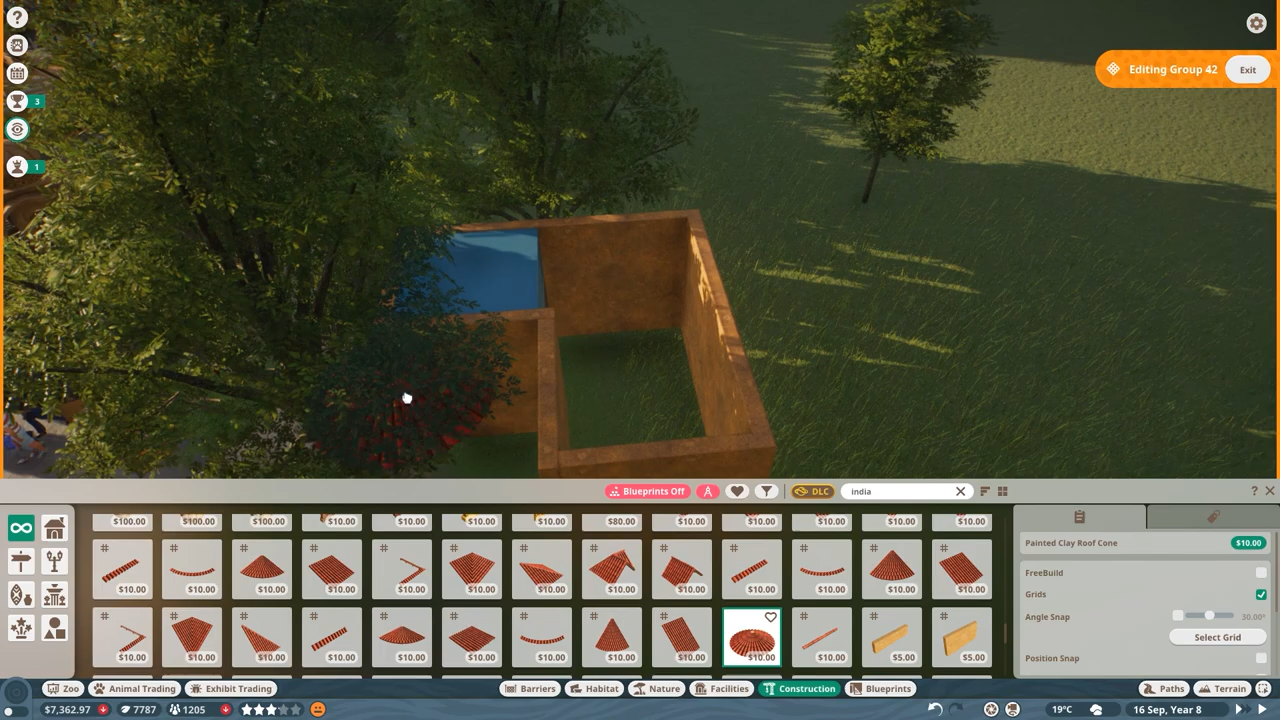 ?
Editing Group 42 Exit
3
1
Blueprints Off DLC india ? 
$100.00 $100.00 $100.00 $10.00 $10.00 $10.00 $10.00 $80.00 $10.00 $10.00 $10.00 $10.00 $10.00
$10.00 $10.00 $10.00 $10.00 $10.00 $10.00 $10.00 $10.00 $10.00 $10.00 $10.00 $10.00 $10.00
$10.00 $10.00 $10.00 $10.00 $10.00 $10.00 $10.00 $10.00 $10.00 $10.00 $10.00 $5.00 $5.00
Painted Clay Roof Cone $10.00
FreeBuild
Grids
Angle Snap 30.00°
Select Grid
Position Snap
Zoo Animal Trading Exhibit Trading Barriers Habitat Nature Facilities Construction Blueprints Paths Terrain
$7,362.97 7787 1205 19°C 16 Sep, Year 8